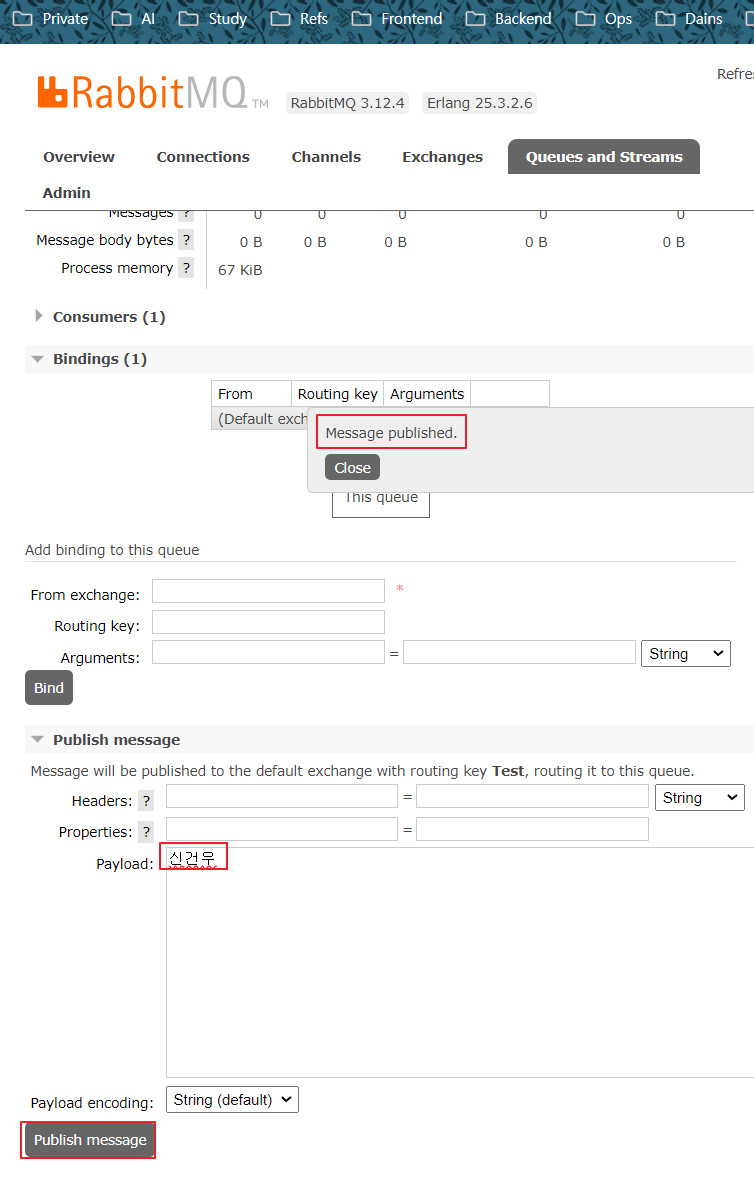 Private AI Study Refs Frontend Backend Ops Dains
Refre
RabbitMQ TM RabbitMQ 3.12.4 Erlang 25.3.2.6
Overview Connections Channels Exchanges Queues and Streams
Admin
Messages ? 0 0 0 0 0
Message body bytes ? 0 B 0 B 0 B 0 B 0 B
Process memory ? 67 KiB
Consumers (1)
Bindings (1)
From Routing key Arguments
(Default exch
Message published.
Close
This queue
Add binding to this queue
From exchange: *
Routing key:
Arguments: = String
Bind
Publish message
Message will be published to the default exchange with routing key Test, routing it to this queue.
Headers: ? = String
Properties: ? =
Payload: 신건우
Payload encoding: String (default)
Publish message